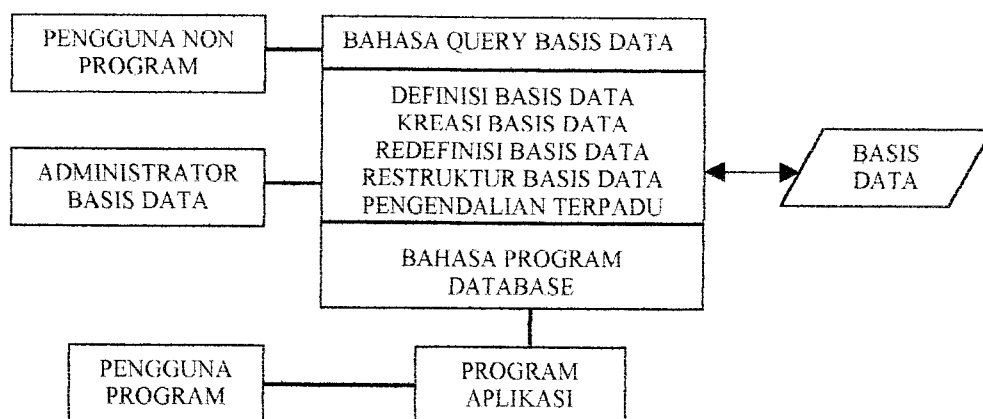 PENGGUNA NON
PROGRAM
BAHASA QUERY BASIS DATA
DEFINISI BASIS DATA
KREASI BASIS DATA
REDEFINISI BASIS DATA
RESTRUKTUR BASIS DATA
PENGENDALIAN TERPADU
ADMINISTRATOR
BASIS DATA
BASIS
DATA
BAHASA PROGRAM
DATABASE
PENGGUNA
PROGRAM
PROGRAM
APLIKASI